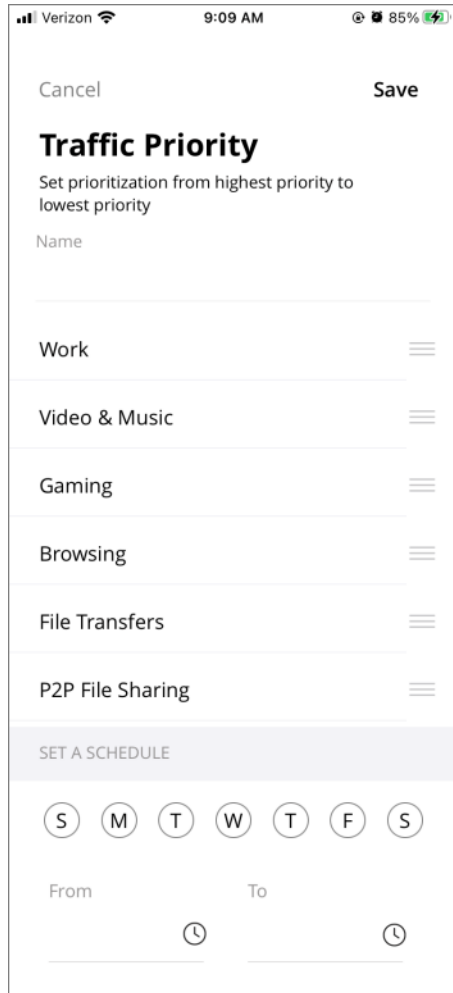 Verizon 9:09 AM 85%
Cancel Save
Traffic Priority
Set prioritization from highest priority to
lowest priority
Name
Work
Video & Music
Gaming
Browsing
File Transfers
P2P File Sharing
SET A SCHEDULE
S M T W T F S
From To